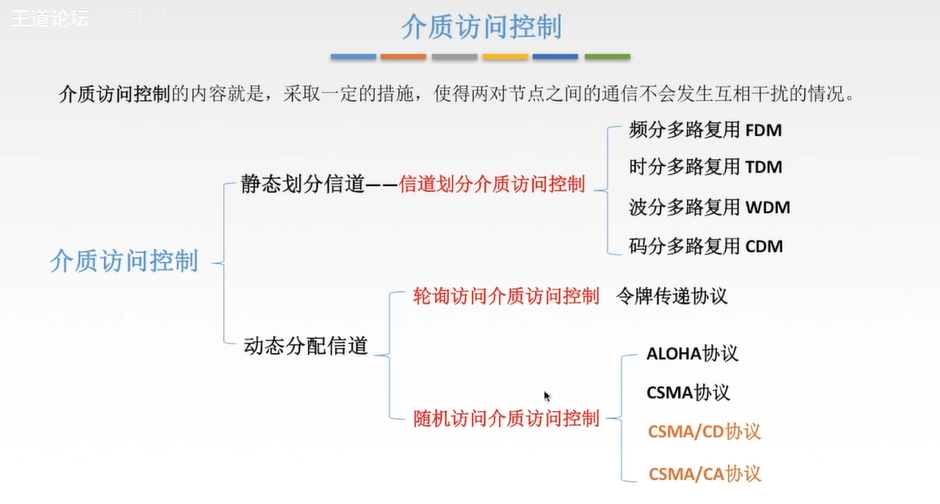 王道论坛
介质访问控制
介质访问控制的内容就是，采取一定的措施，使得两对节点之间的通信不会发生互相干扰的情况。
介质访问控制
静态划分信道——信道划分介质访问控制
频分多路复用 FDM
时分多路复用 TDM
波分多路复用 WDM
码分多路复用 CDM
动态分配信道
轮询访问介质访问控制 令牌传递协议
随机访问介质访问控制
ALOHA协议
CSMA协议
CSMA/CD协议
CSMA/CA协议